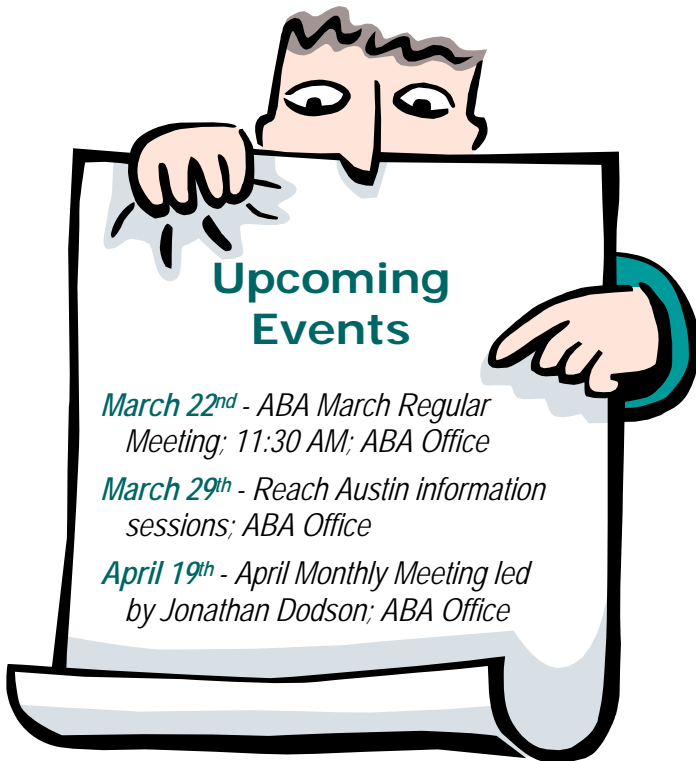 Upcoming
Events
March 22nd - ABA March Regular
Meeting; 11:30 AM; ABA Office
March 29th - Reach Austin information
sessions; ABA Office
April 19th - April Monthly Meeting led
by Jonathan Dodson; ABA Office